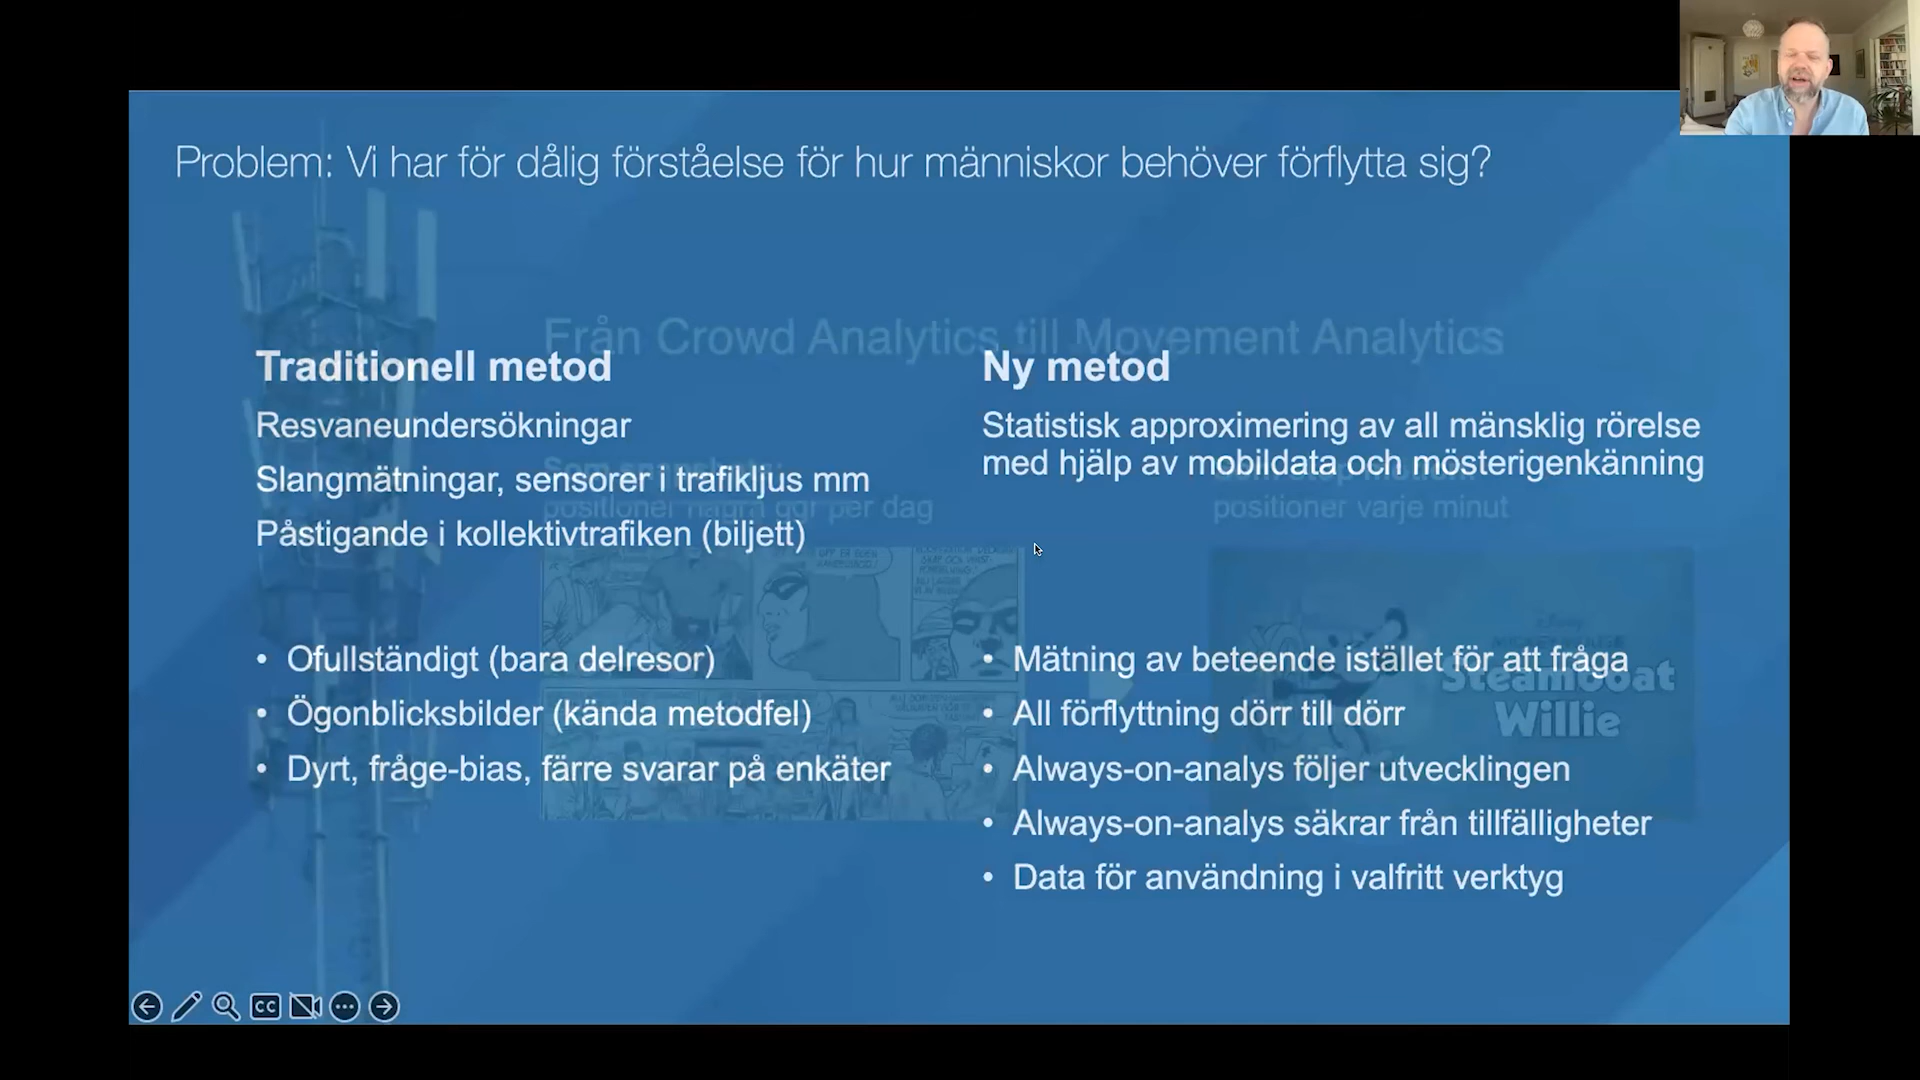 Problem: Vi har för dålig förståelse för hur människor behöver förflytta sig?
Från Crowd Analytics till Movement Analytics
Traditionell metod
Resvaneundersökningar
Slangmätningar, sensorer i trafikljus mm
Påstigande i kollektivtrafiken (biljett)
Ofullständigt (bara delresor)
Ögonblicksbilder (kända metodfel)
Dyrt, fråge-bias, färre svarar på enkäter
Ny metod
Statistisk approximering av all mänsklig rörelse
med hjälp av mobildata och mösterigenkänning
Mätning av beteende istället för att fråga
All förflyttning dörr till dörr
Always-on-analys följer utvecklingen
Always-on-analys säkrar från tillfälligheter
Data för användning i valfritt verktyg
positioner några ggr per dag
positioner varje minut
Steamboat
Willie
CC